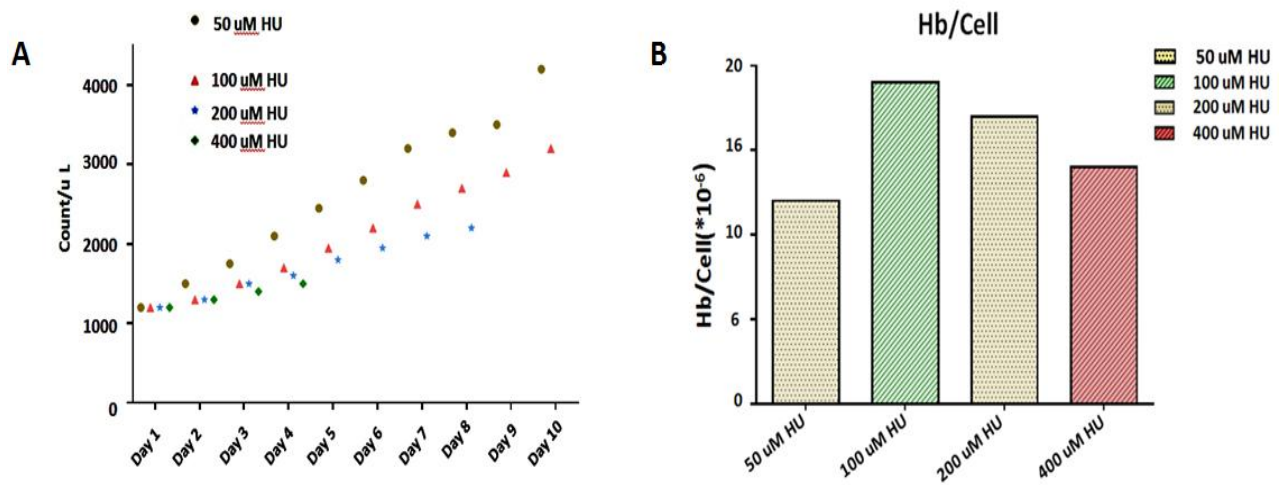 A
50 uM HU
100 uM HU
200 uM HU
400 uM HU
Count/u L
4000
3000
2000
1000
0
Day 1
Day 2
Day 3
Day 4
Day 5
Day 6
Day 7
Day 8
Day 9
Day 10
B
Hb/Cell
50 uM HU
100 uM HU
200 uM HU
400 uM HU
Hb/Cell(*10-6)
20
16
10
6
0
50 uM HU
100 uM HU
200 uM HU
400 uM HU